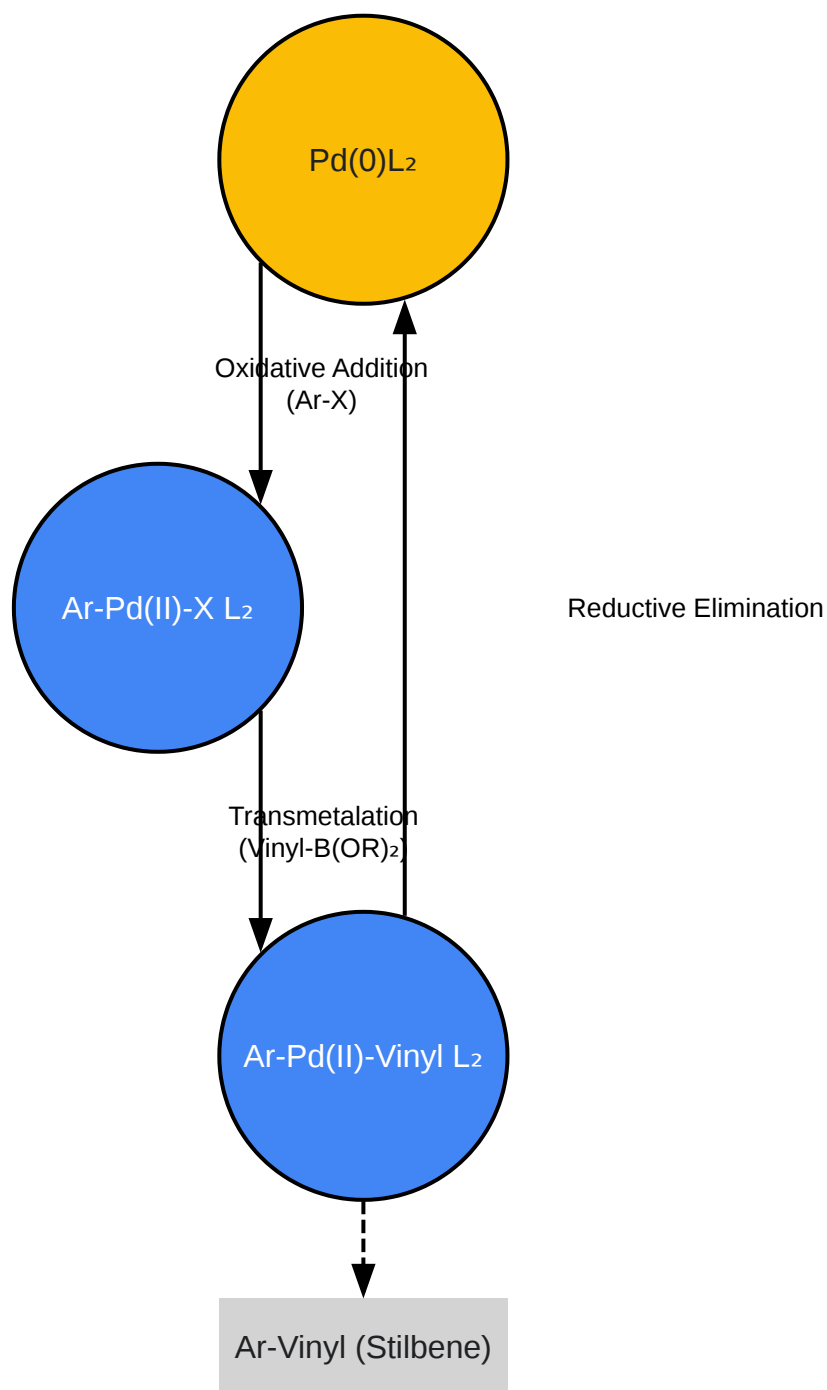 Pd(0)L₂
Oxidative Addition
(Ar-X)
Ar-Pd(II)-X L₂
Reductive Elimination
Transmetalation
(Vinyl-B(OR)₂)
Ar-Pd(II)-Vinyl L₂
Ar-Vinyl (Stilbene)